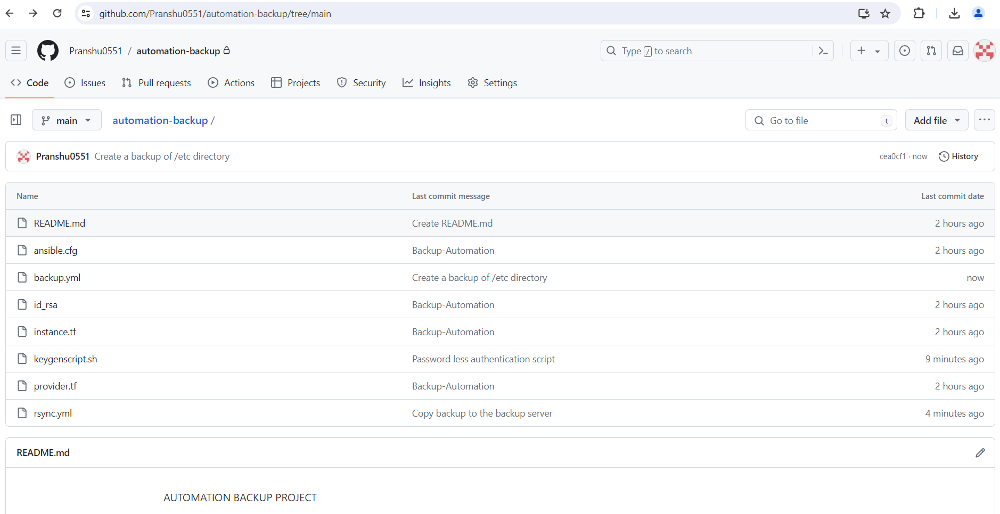 github.com/Pranshu0551/automation-backup/tree/main
Pranshu0551 / automation-backup
Type / to search
Code Issues Pull requests Actions Projects Security Insights Settings
main automation-backup / Go to file t Add file
Pranshu0551 Create a backup of /etc directory cea0cf1 · now History
Name Last commit message Last commit date
README.md Create README.md 2 hours ago
ansible.cfg Backup-Automation 2 hours ago
backup.yml Create a backup of /etc directory now
id_rsa Backup-Automation 2 hours ago
instance.tf Backup-Automation 2 hours ago
keygenscript.sh Password less authentication script 9 minutes ago
provider.tf Backup-Automation 2 hours ago
rsync.yml Copy backup to the backup server 4 minutes ago
README.md
AUTOMATION BACKUP PROJECT